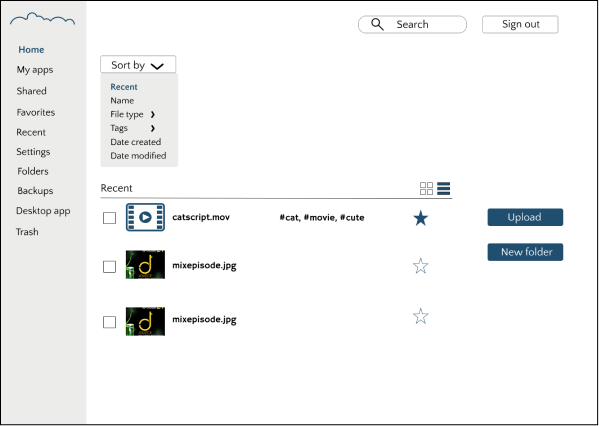 Search
Sign out
Home
My apps
Shared
Favorites
Recent
Settings
Folders
Backups
Desktop app
Trash
Sort by
Recent
Name
File type
Tags
Date created
Date modified
Recent
catscript.mov #cat, #movie, #cute
mixepisode.jpg
mixepisode.jpg
Upload
New folder